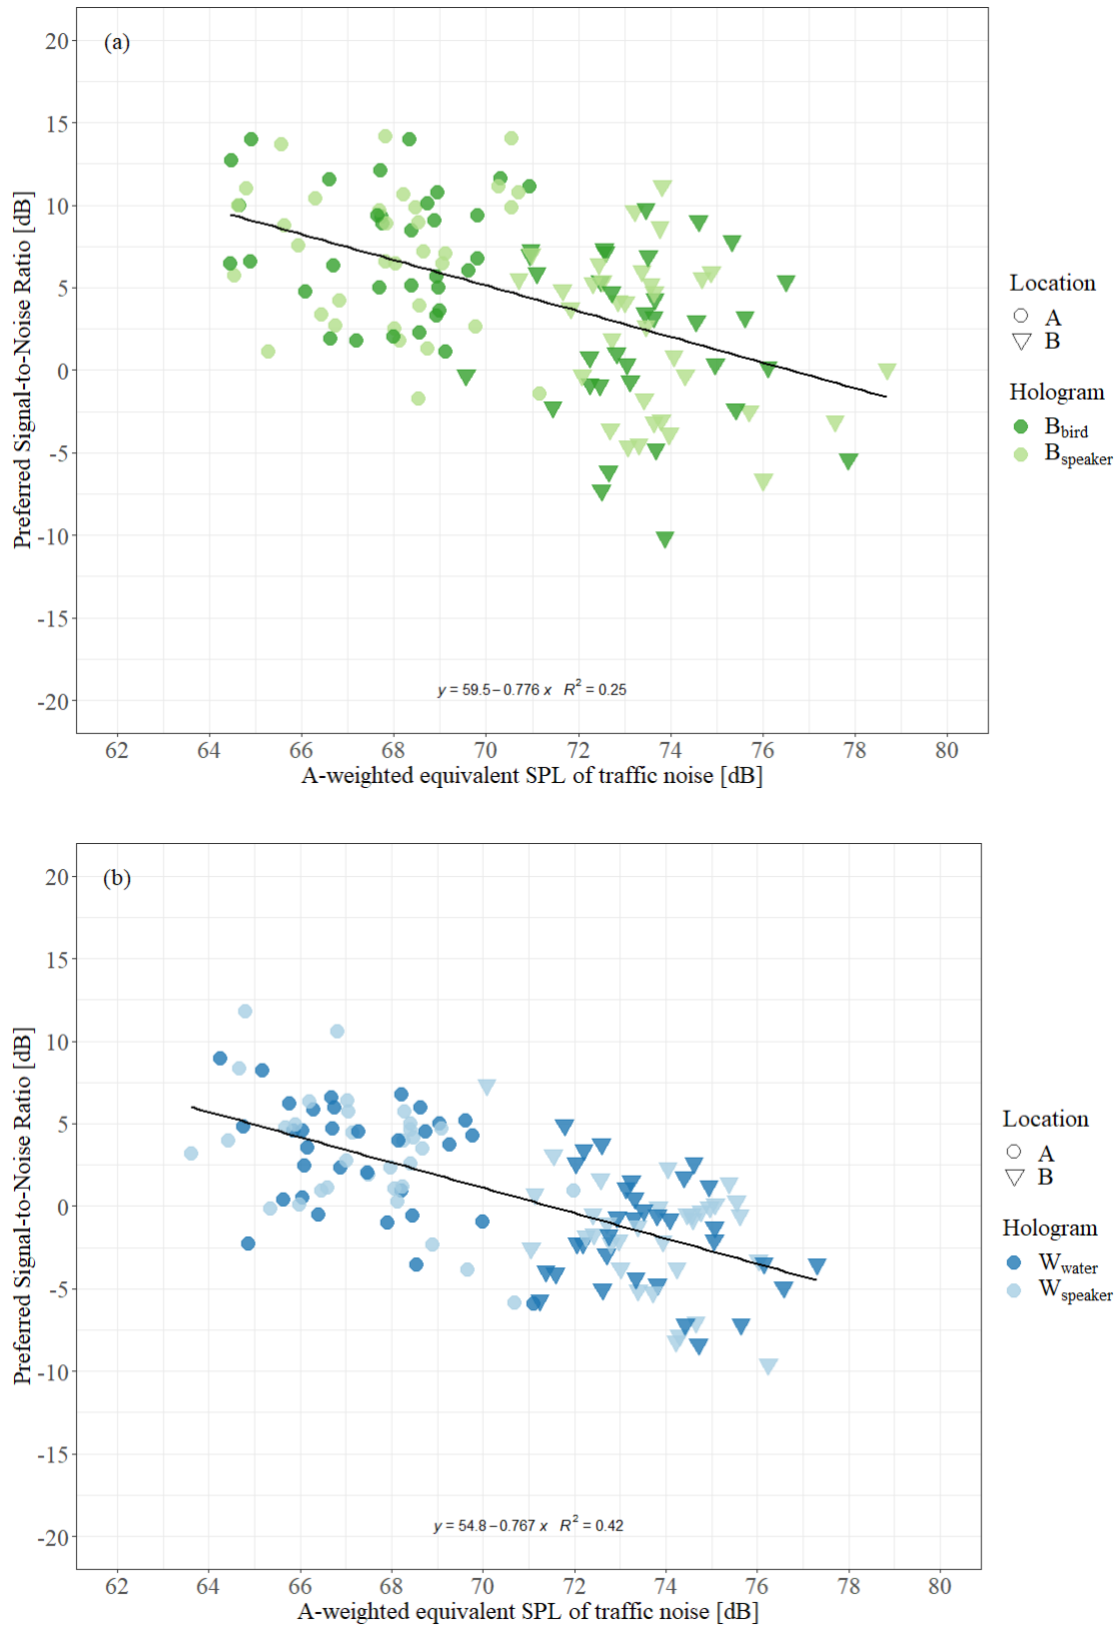 (a)
20
15
10
5
0
-5
-10
-15
-20
Preferred Signal-to-Noise Ratio [dB]
y = 59.5 – 0.776 x R² = 0.25
62 64 66 68 70 72 74 76 78 80
A-weighted equivalent SPL of traffic noise [dB]
Location
A
B
Hologram
Bbird
Bspeaker
(b)
20
15
10
5
0
-5
-10
-15
-20
Preferred Signal-to-Noise Ratio [dB]
y = 54.8 – 0.767 x R² = 0.42
62 64 66 68 70 72 74 76 78 80
A-weighted equivalent SPL of traffic noise [dB]
Location
A
B
Hologram
Wwater
Wspeaker